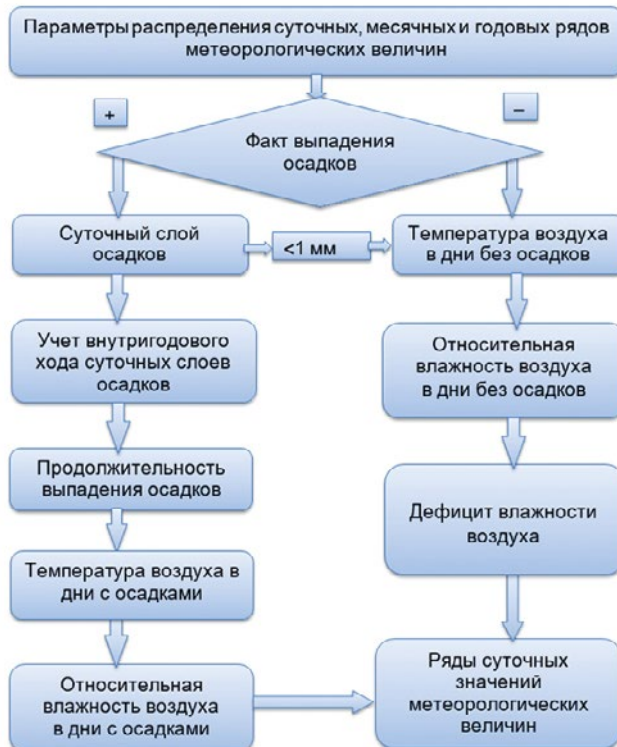 Параметры распределения суточных, месячных и годовых рядов
метеорологических величин
+
–
Факт выпадения
осадков
Суточный слой
осадков
<1 мм
Температура воздуха
в дни без осадков
Учет внутригодового
хода суточных слоев
осадков
Относительная
влажность воздуха
в дни без осадков
Продолжительность
выпадения осадков
Дефицит влажности
воздуха
Температура воздуха в
дни с осадками
Относительная
влажность воздуха
в дни с осадками
Ряды суточных
значений
метеорологических
величин